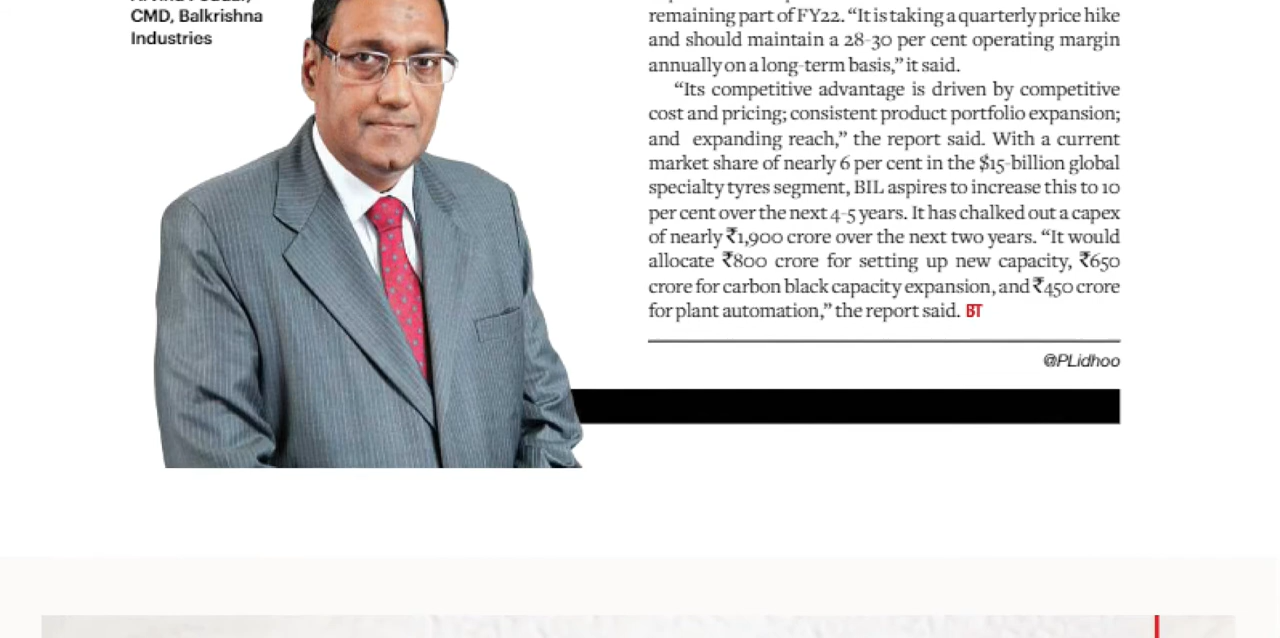 CMD, Balkrishna
Industries
remaining part of FY22. “It is taking a quarterly price hike
and should maintain a 28-30 per cent operating margin
annually on a long-term basis,” it said.
“Its competitive advantage is driven by competitive
cost and pricing; consistent product portfolio expansion;
and expanding reach,” the report said. With a current
market share of nearly 6 per cent in the $15-billion global
specialty tyres segment, BIL aspires to increase this to 10
per cent over the next 4-5 years. It has chalked out a capex
of nearly ₹1,900 crore over the next two years. “It would
allocate ₹800 crore for setting up new capacity, ₹650
crore for carbon black capacity expansion, and ₹450 crore
for plant automation,” the report said. BT
@PLidhoo